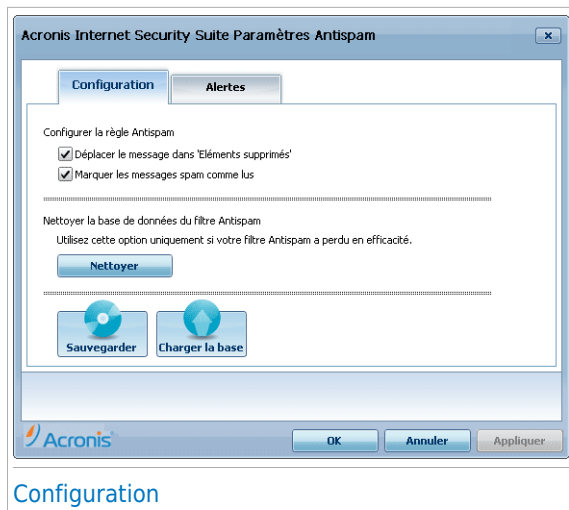 Acronis Internet Security Suite Paramètres Antispam
Configuration
Alertes
Configurer la règle Antispam
Déplacer le message dans 'Eléments supprimés'
Marquer les messages spam comme lus
Nettoyer la base de données du filtre Antispam
Utilisez cette option uniquement si votre filtre Antispam a perdu en efficacité.
Nettoyer
Sauvegarder
Charger la base
Acronis
OK
Annuler
Appliquer
Configuration